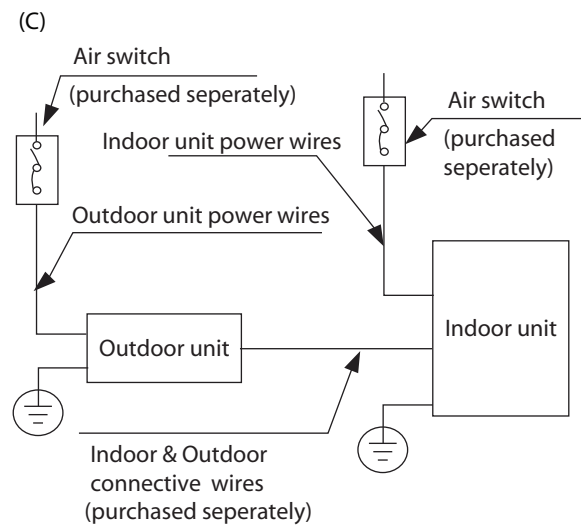 (C)
Air switch
(purchased seperately)
Air switch
(purchased
seperately)
Indoor unit power wires
Outdoor unit power wires
Outdoor unit
Indoor unit
Indoor & Outdoor
connective wires
(purchased seperately)